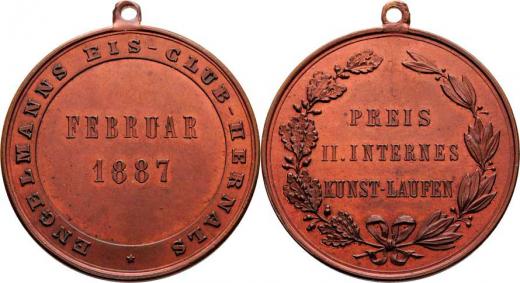 ENGELMANNS EIS-CLUB-HERNALS
FEBRUAR
1887
*
PREIS
II. INTERNES
KUNST-LAUFEN